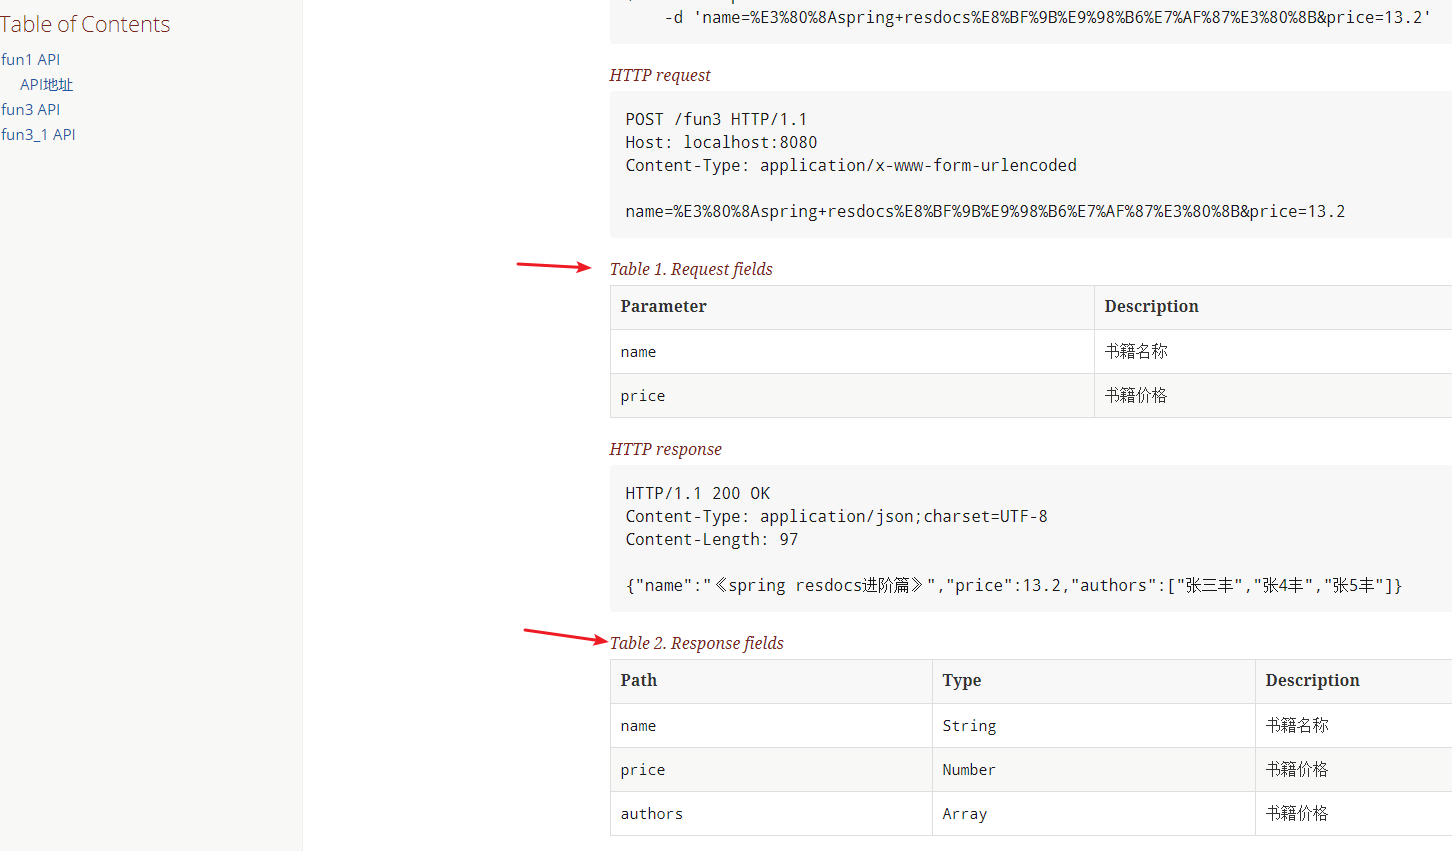 Table of Contents
fun1 API
API地址
fun3 API
fun3_1 API
-d 'name=%E3%80%8Aspring+resdocs%E8%BF%9B%E9%98%B6%E7%AF%87%E3%80%8B&price=13.2'
HTTP request
POST /fun3 HTTP/1.1
Host: localhost:8080
Content-Type: application/x-www-form-urlencoded
name=%E3%80%8Aspring+resdocs%E8%BF%9B%E9%98%B6%E7%AF%87%E3%80%8B&price=13.2
Table 1. Request fields
Parameter Description
name 书籍名称
price 书籍价格
HTTP response
HTTP/1.1 200 OK
Content-Type: application/json;charset=UTF-8
Content-Length: 97
{"name":"《spring resdocs进阶篇》","price":13.2,"authors":["张三丰","张4丰","张5丰"]}
Table 2. Response fields
Path Type Description
name String 书籍名称
price Number 书籍价格
authors Array 书籍价格